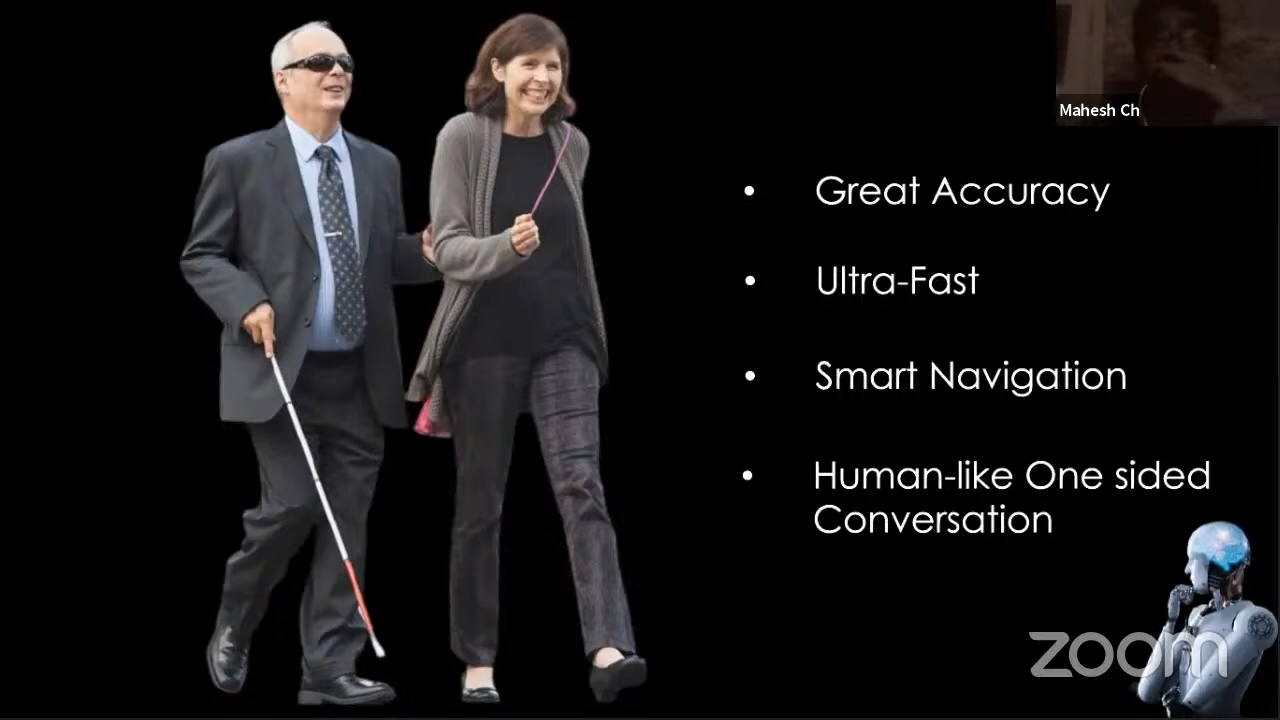 Mahesh Ch
• Great Accuracy
• Ultra-Fast
• Smart Navigation
• Human-like One sided
Conversation
zoom